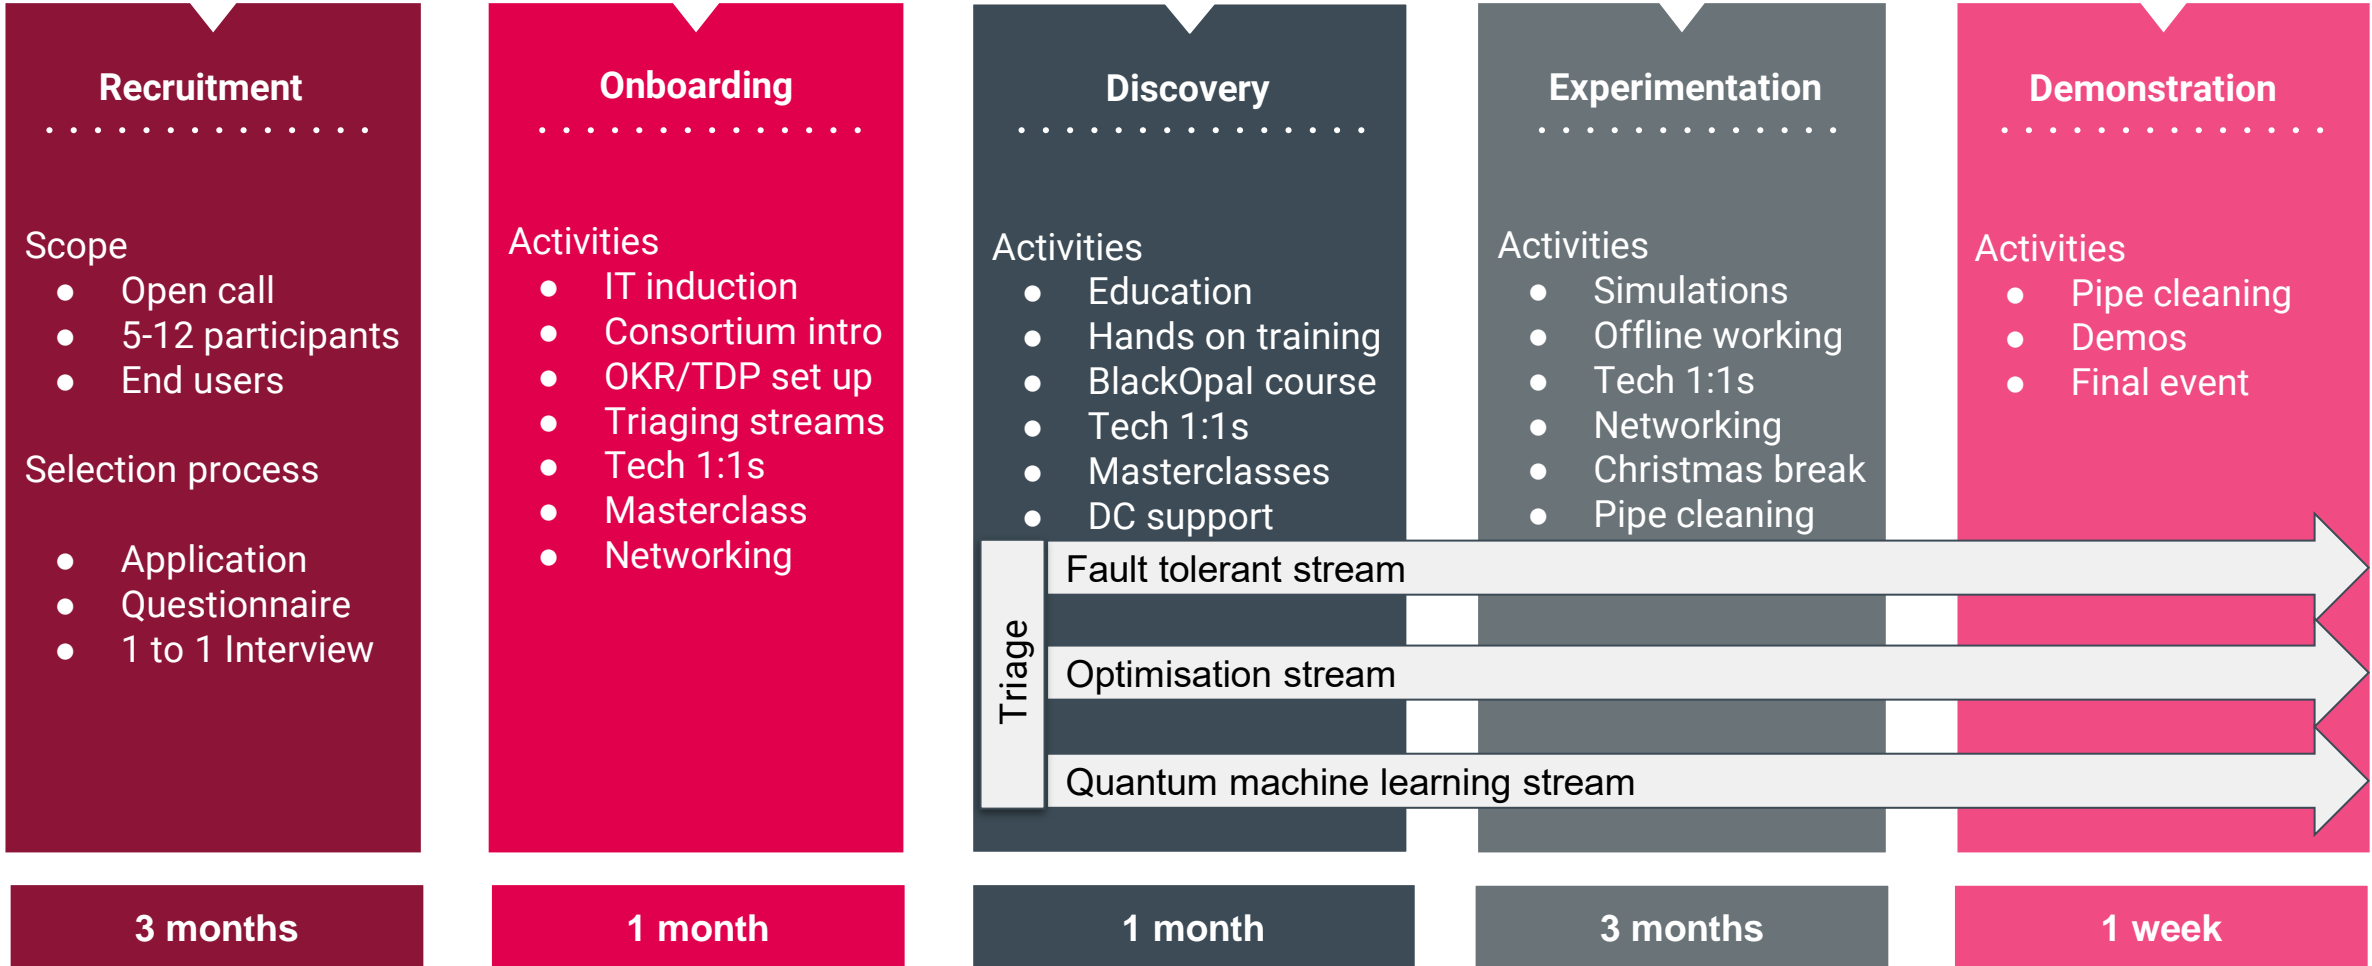 Recruitment
Scope
● Open call
● 5-12 participants
● End users
Selection process
● Application
● Questionnaire
● 1 to 1 Interview
3 months
Onboarding
Activities
● IT induction
● Consortium intro
● OKR/TDP set up
● Triaging streams
● Tech 1:1s
● Masterclass
● Networking
1 month
Discovery
Activities
● Education
● Hands on training
● BlackOpal course
● Tech 1:1s
● Masterclasses
● DC support
1 month
Experimentation
Activities
● Simulations
● Offline working
● Tech 1:1s
● Networking
● Christmas break
● Pipe cleaning
3 months
Demonstration
Activities
● Pipe cleaning
● Demos
● Final event
1 week
Triage
Fault tolerant stream
Optimisation stream
Quantum machine learning stream